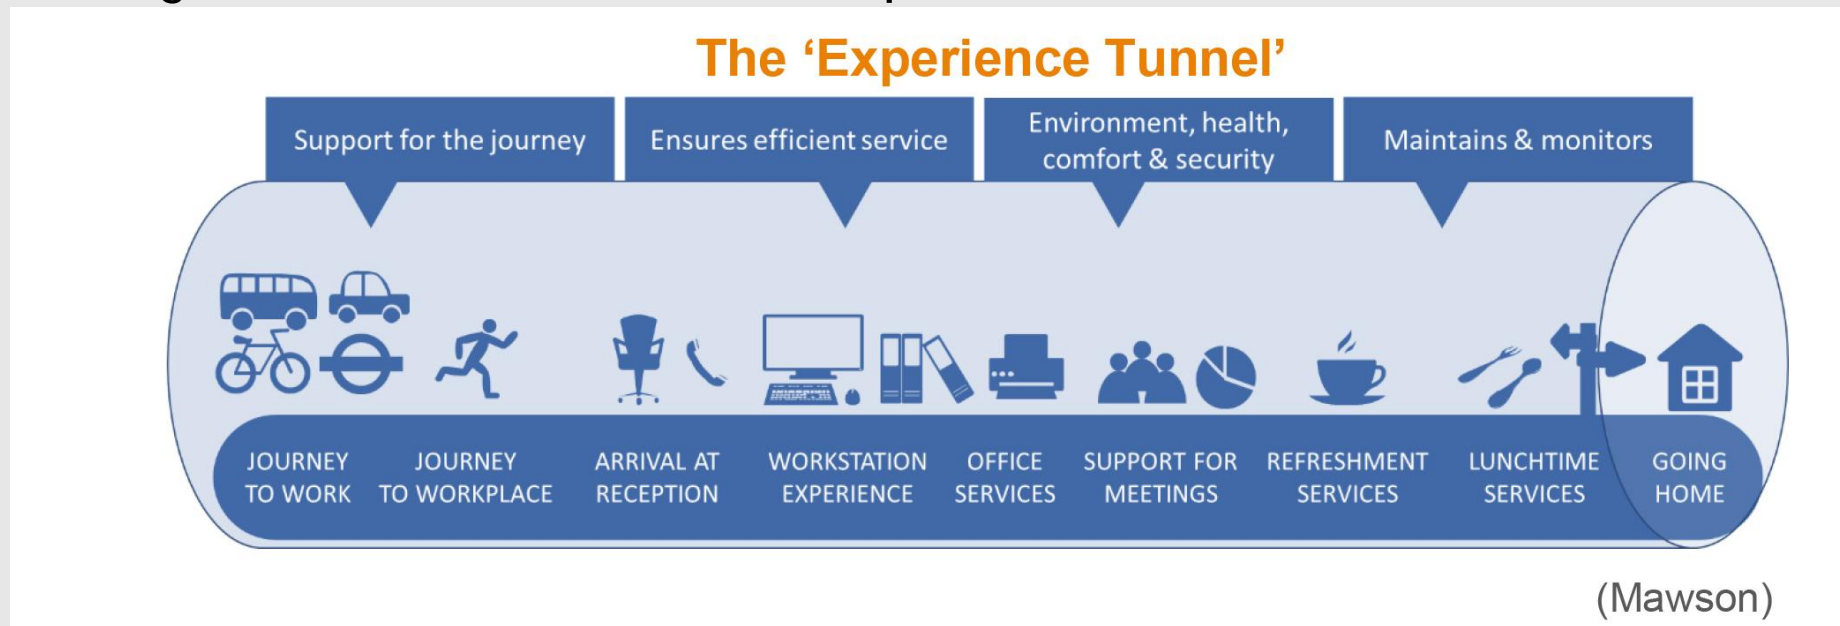 The ‘Experience Tunnel’
Support for the journey
Ensures efficient service
Environment, health,
comfort & security
Maintains & monitors
JOURNEY
TO WORK
JOURNEY
TO WORKPLACE
ARRIVAL AT
RECEPTION
WORKSTATION
EXPERIENCE
OFFICE
SERVICES
SUPPORT FOR
MEETINGS
REFRESHMENT
SERVICES
LUNCHTIME
SERVICES
GOING
HOME
(Mawson)